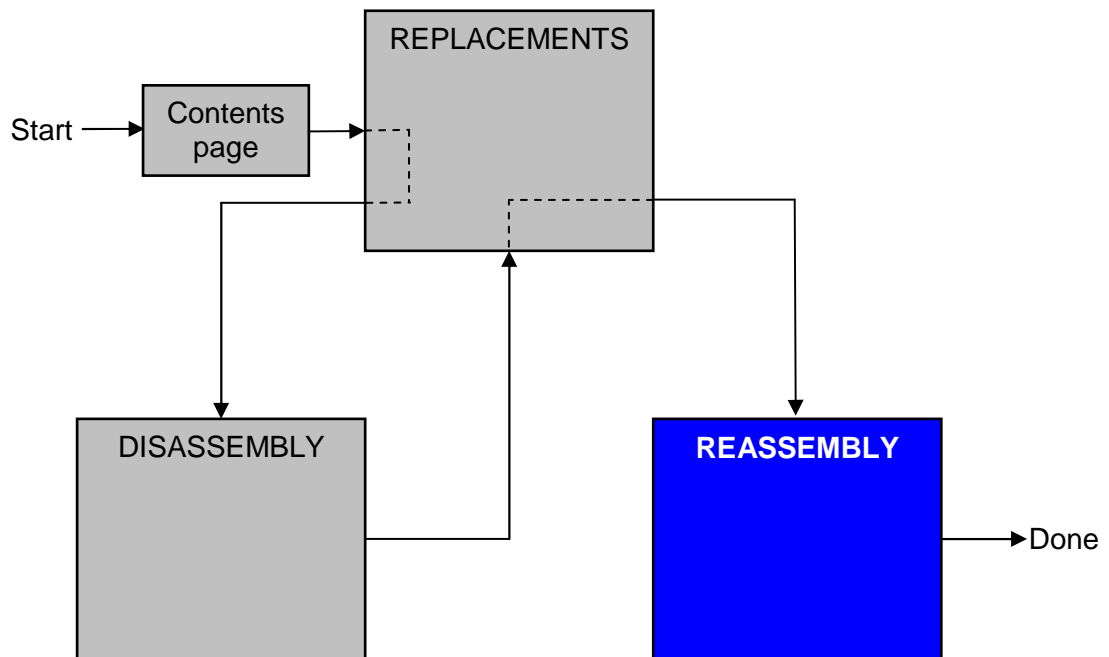 REPLACEMENTS
Start
Contents
page
DISASSEMBLY
REASSEMBLY
Done